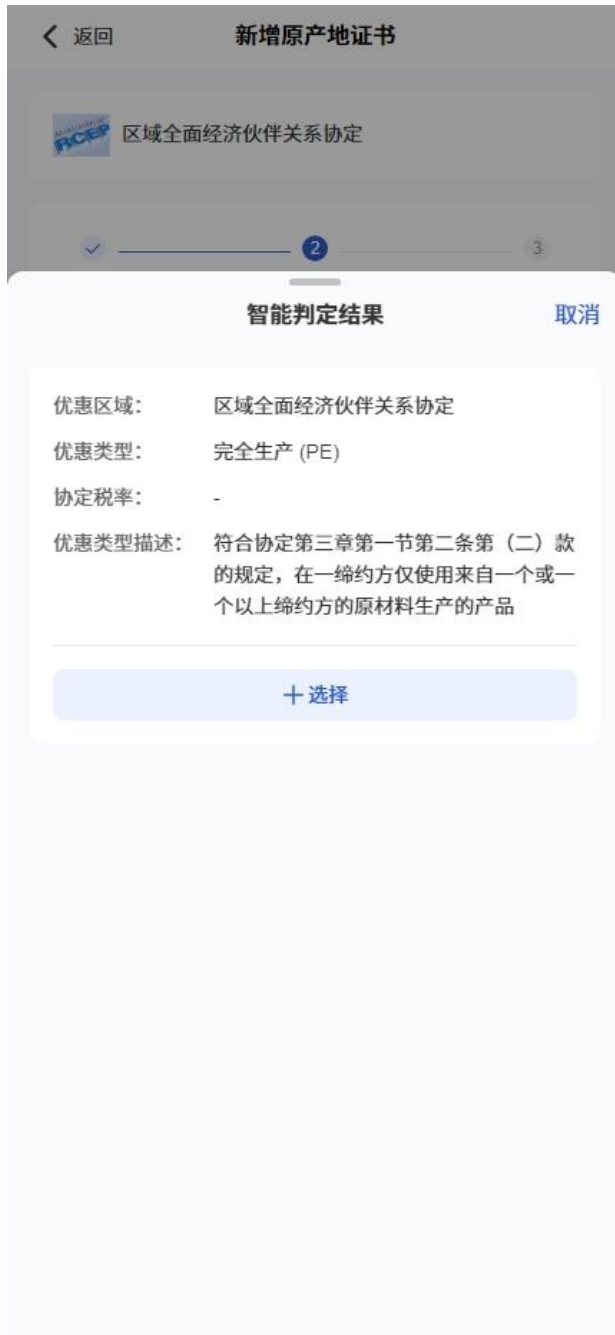 返回
新增原产地证书
RCEP
区域全面经济伙伴关系协定
2
3
智能判定结果
取消
优惠区域：
区域全面经济伙伴关系协定
优惠类型：
完全生产 (PE)
协定税率：
-
优惠类型描述：
符合协定第三章第一节第二条第（二）款
的规定，在一缔约方仅使用来自一个或一
个以上缔约方的原材料生产的产品
＋选择